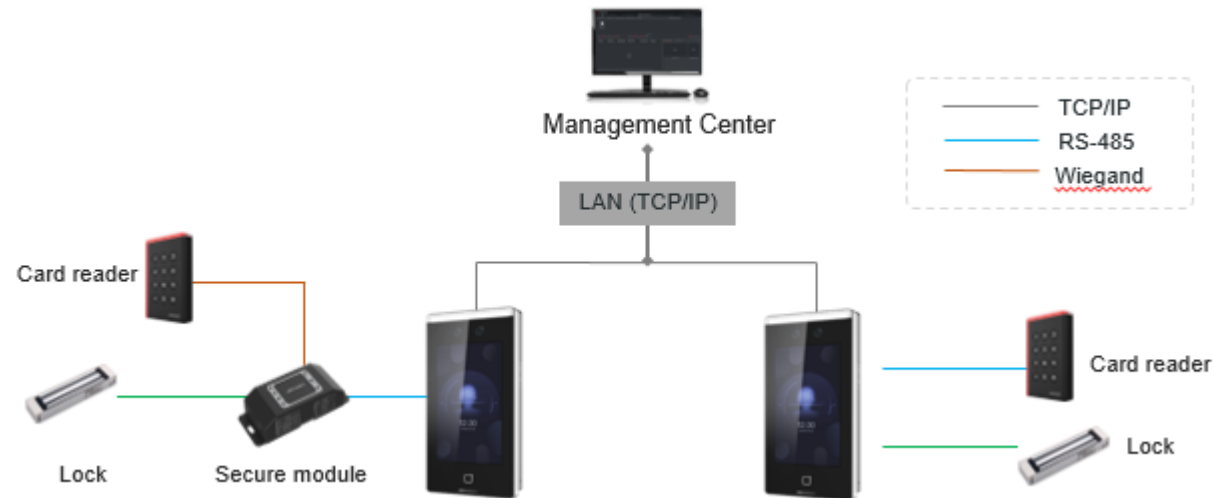 Management Center
TCP/IP
RS-485
Wiegand
LAN (TCP/IP)
Card reader
Card reader
Lock
Secure module
Lock